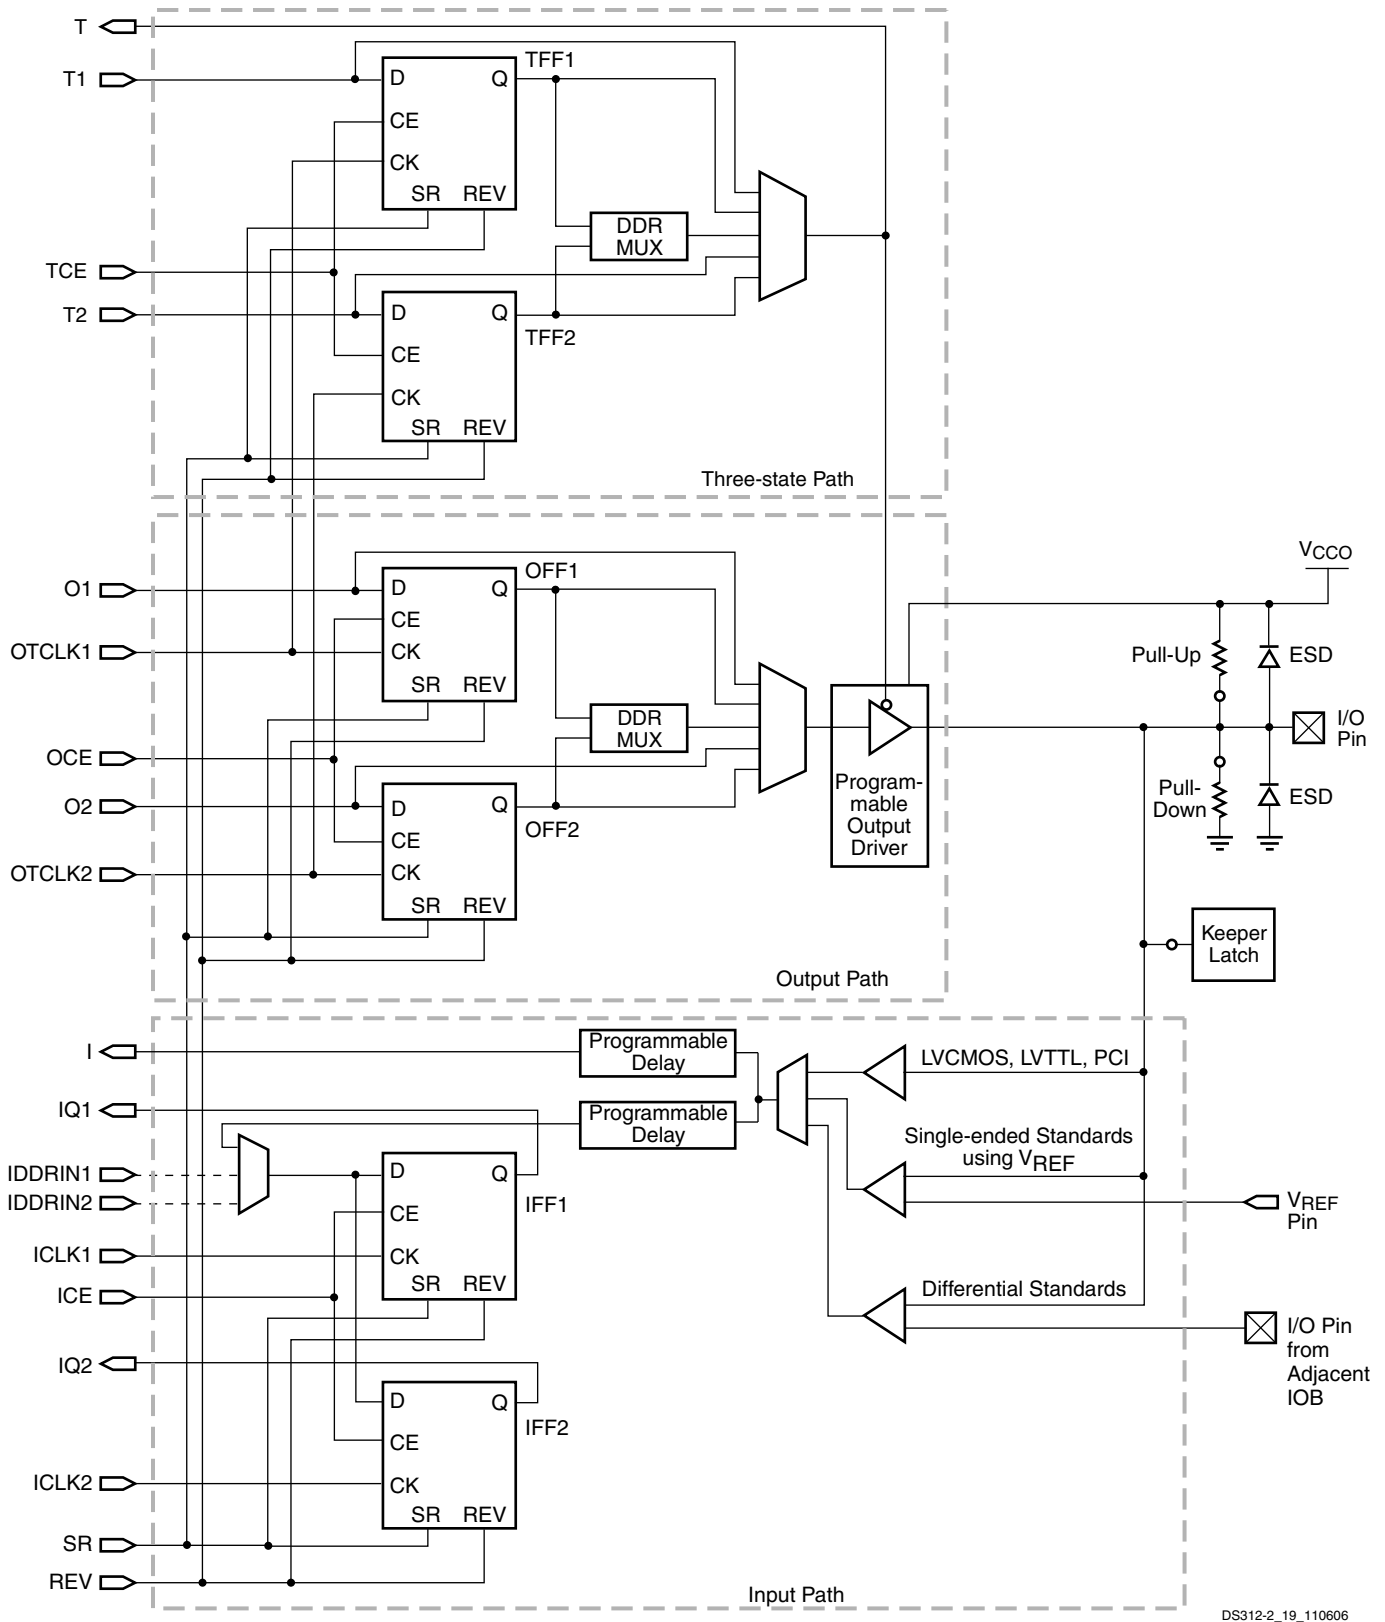 T
T1
D
Q
TFF1
CE
CK
SR
REV
DDR
MUX
TCE
T2
D
Q
TFF2
CE
CK
SR
REV
Three-state Path
O1
D
Q
OFF1
CE
OTCLK1
CK
SR
REV
DDR
MUX
OCE
O2
D
Q
OFF2
CE
OTCLK2
CK
SR
REV
Program-
mable
Output
Driver
Output Path
VCCO
Pull-Up
ESD
I/O
Pin
Pull-
Down
ESD
Keeper
Latch
I
Programmable
Delay
LVCMOS, LVTTL, PCI
IQ1
Programmable
Delay
Single-ended Standards
using VREF
IDDRIN1
IDDRIN2
D
Q
IFF1
CE
VREF
Pin
ICLK1
CK
SR
REV
ICE
Differential Standards
I/O Pin
from
Adjacent
IOB
IQ2
D
Q
IFF2
CE
ICLK2
CK
SR
REV
SR
REV
Input Path
DS312-2_19_110606